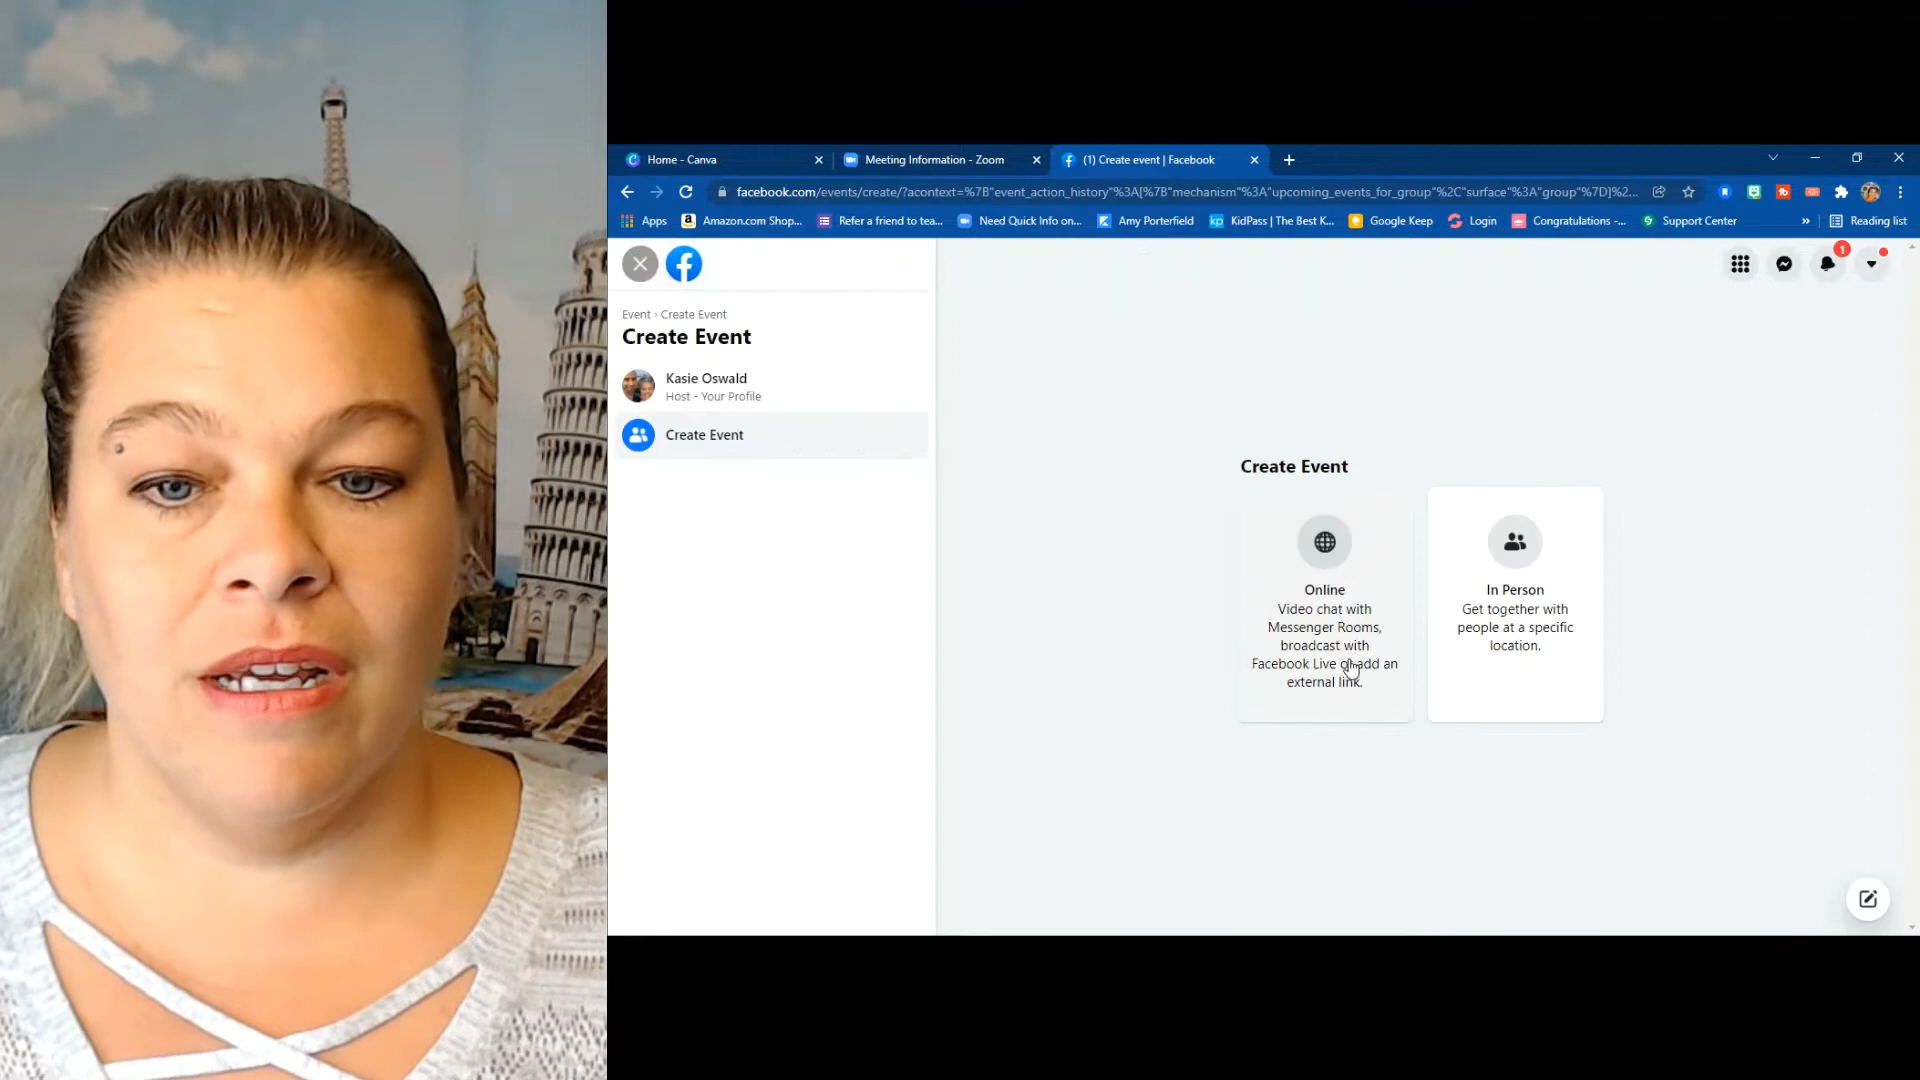 Home - Canva
Meeting Information - Zoom
(1) Create event | Facebook
facebook.com/events/create/?acontext=%7B"event_action_history"%3A[%7B"mechanism"%3A"upcoming_events_for_group"%2C"surface"%3A"group"%7D]%2...
Apps
Amazon.com Shop...
Refer a friend to tea...
Need Quick Info on...
Amy Porterfield
KidPass | The Best K...
Google Keep
Login
Congratulations -...
Support Center
»
Reading list
1
Event › Create Event
Create Event
Kasie Oswald
Host - Your Profile
Create Event
Create Event
Online
Video chat with
Messenger Rooms,
broadcast with
Facebook Live or add an
external link.
In Person
Get together with
people at a specific
location.